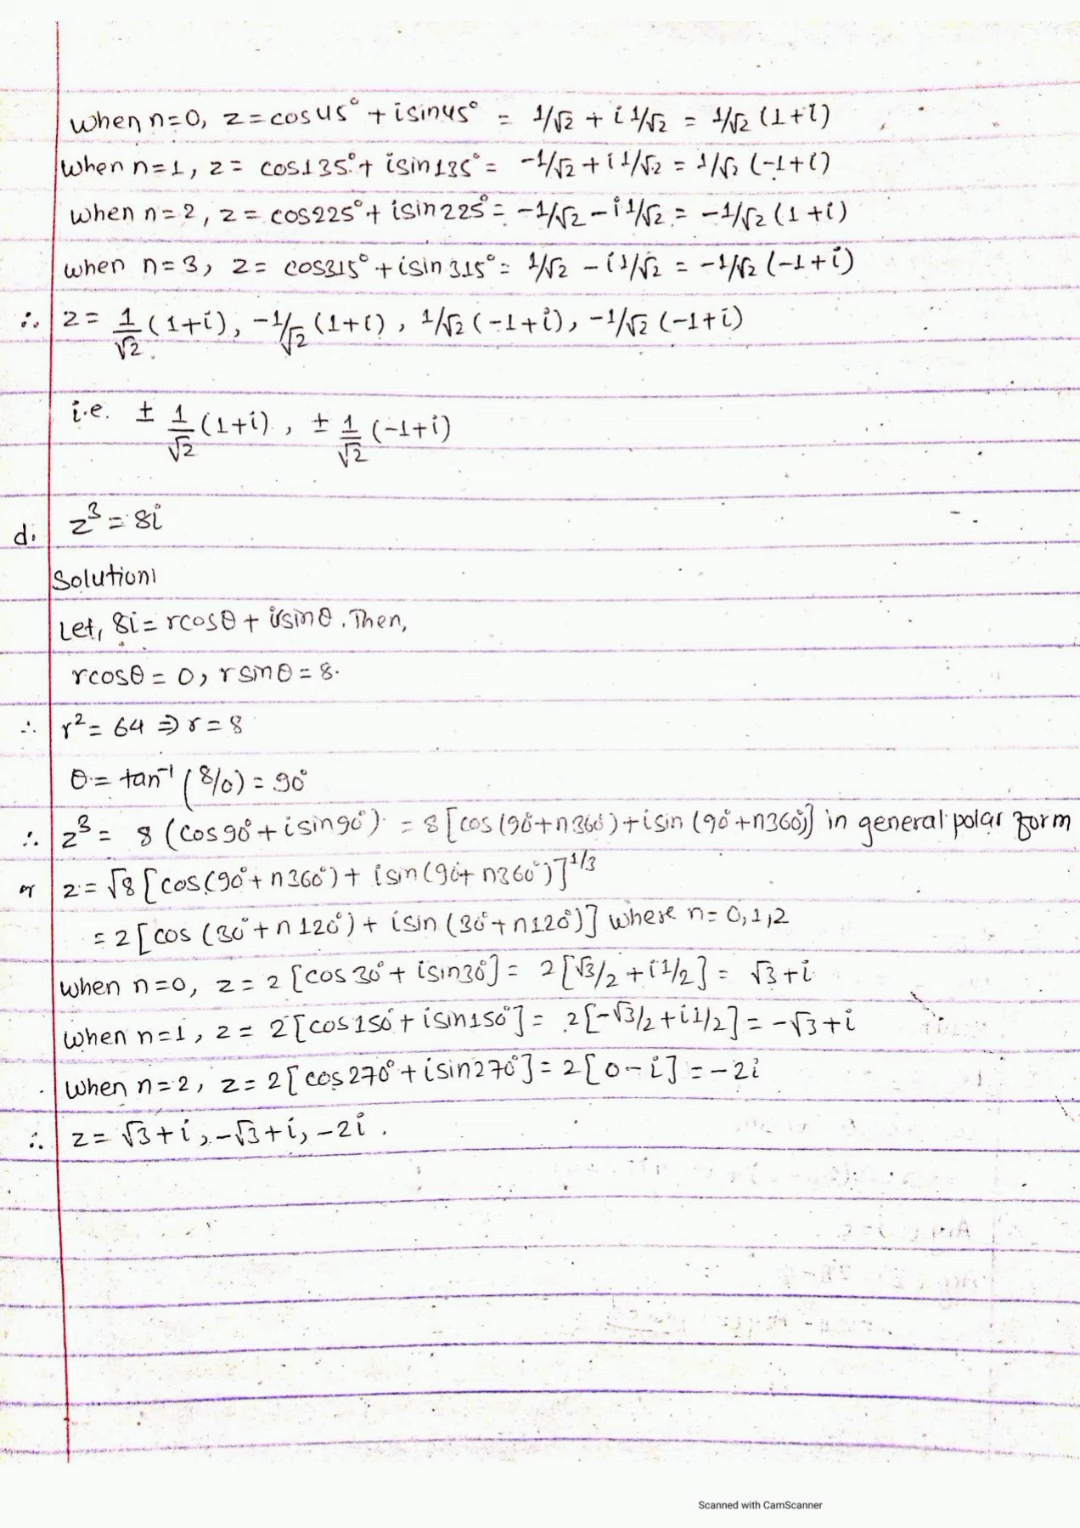 when n=0, z=cos45° + isin45° = 1/√2 + i 1/√2 = 1/√2 (1+i)
When n=1, z= cos135°+ isin135° = -1/√2 + i 1/√2 = 1/√2 (-1+i)
when n=2, z= cos225°+ isin225° = -1/√2 - i 1/√2 = -1/√2 (1+i)
when n=3, z= cos315° + isin315° = 1/√2 - i 1/√2 = -1/√2 (-1+i)
∴ z= 1/√2 (1+i), -1/√2 (1+i), 1/√2 (-1+i), -1/√2 (-1+i)
i.e. ± 1/√2 (1+i), ± 1/√2 (-1+i)
d. z³ = 8i
Solution,
Let, 8i = rcosθ + irsinθ. Then,
rcosθ = 0, rsinθ = 8.
∴ r² = 64 ⇒ r = 8
θ = tan⁻¹ (8/0) = 90°
∴ z³ = 8 (cos90° + isin90°) = 8 [cos (90°+n360°)+isin (90°+n360°)] in general polar form
or z = √8 [cos(90°+ n360°) + isin(90°+ n360°)]^1/3
= 2 [cos (30°+ n 120°) + isin (30°+ n120°)] where n= 0,1,2
when n=0, z= 2 [cos 30° + isin30°] = 2 [√3/2 + i 1/2] = √3+i
when n=1, z= 2 [cos150° + isin150°] = 2 [-√3/2 + i 1/2] = -√3+i
When n=2, z= 2 [cos270° + isin270°] = 2 [0-i] = -2i
∴ z= √3+i, -√3+i, -2i.
Scanned with CamScanner